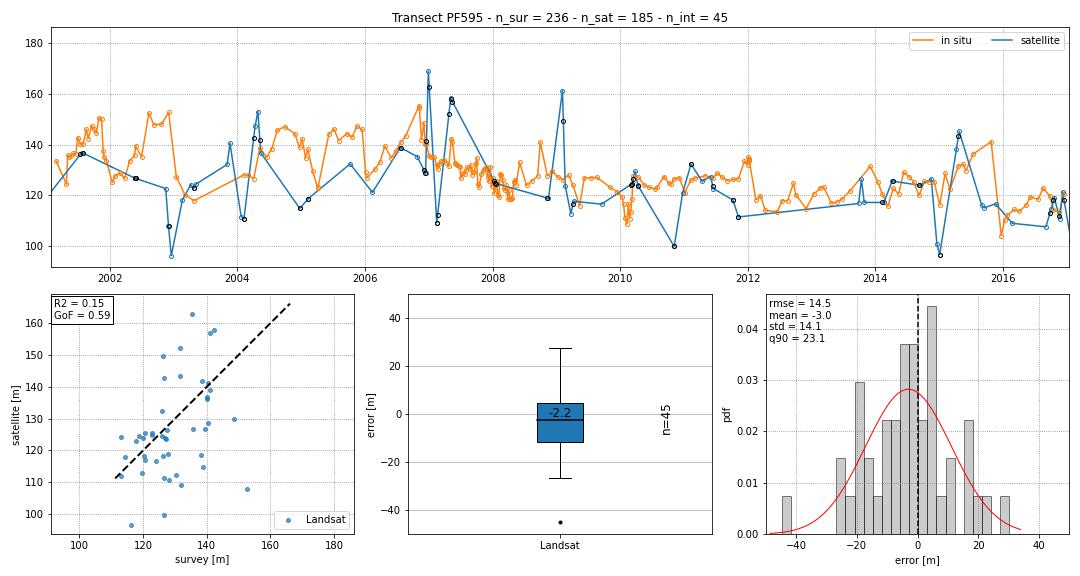 Transect PF595 - n_sur = 236 - n_sat = 185 - n_int = 45
in situ
satellite
180
160
140
120
100
2002
2004
2006
2008
2010
2012
2014
2016
R2 = 0.15
GoF = 0.59
satellite [m]
160
150
140
130
120
110
100
100
120
140
160
180
survey [m]
Landsat
error [m]
40
20
0
−20
−40
-2.2
n=45
Landsat
rmse = 14.5
mean = -3.0
std = 14.1
q90 = 23.1
pdf
0.04
0.03
0.02
0.01
0.00
−40
−20
0
20
40
error [m]